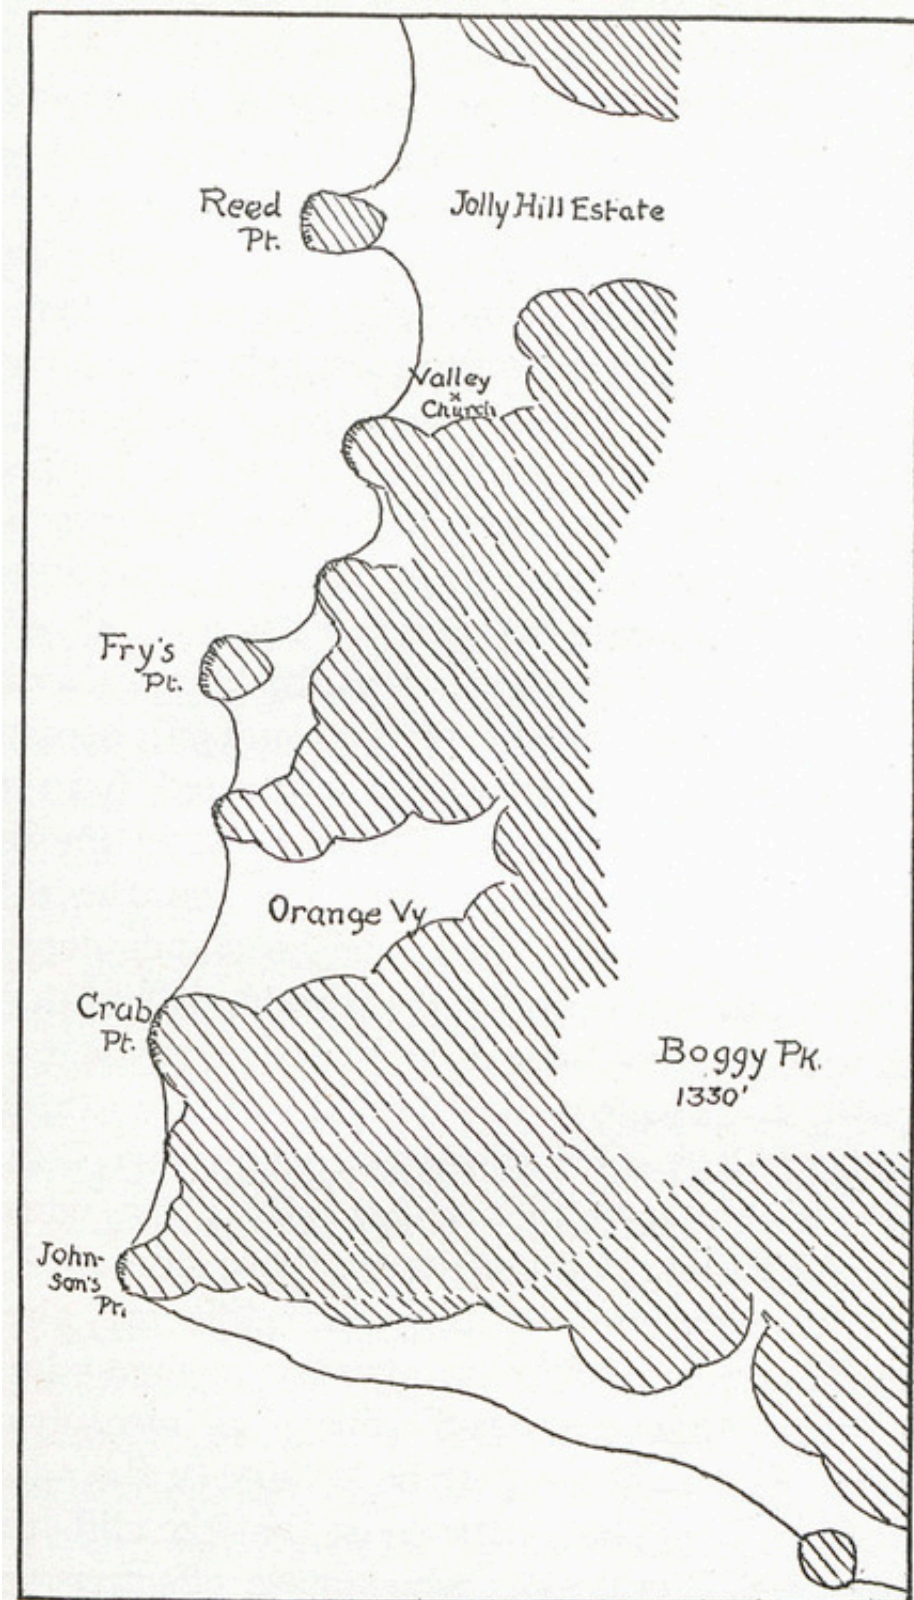 Reed
Pt.
Jolly Hill Estate
Valley
x
Church
Fry's
Pt.
Orange Vy
Crab
Pt.
Boggy Pk.
1330'
John-
son's
Pt.